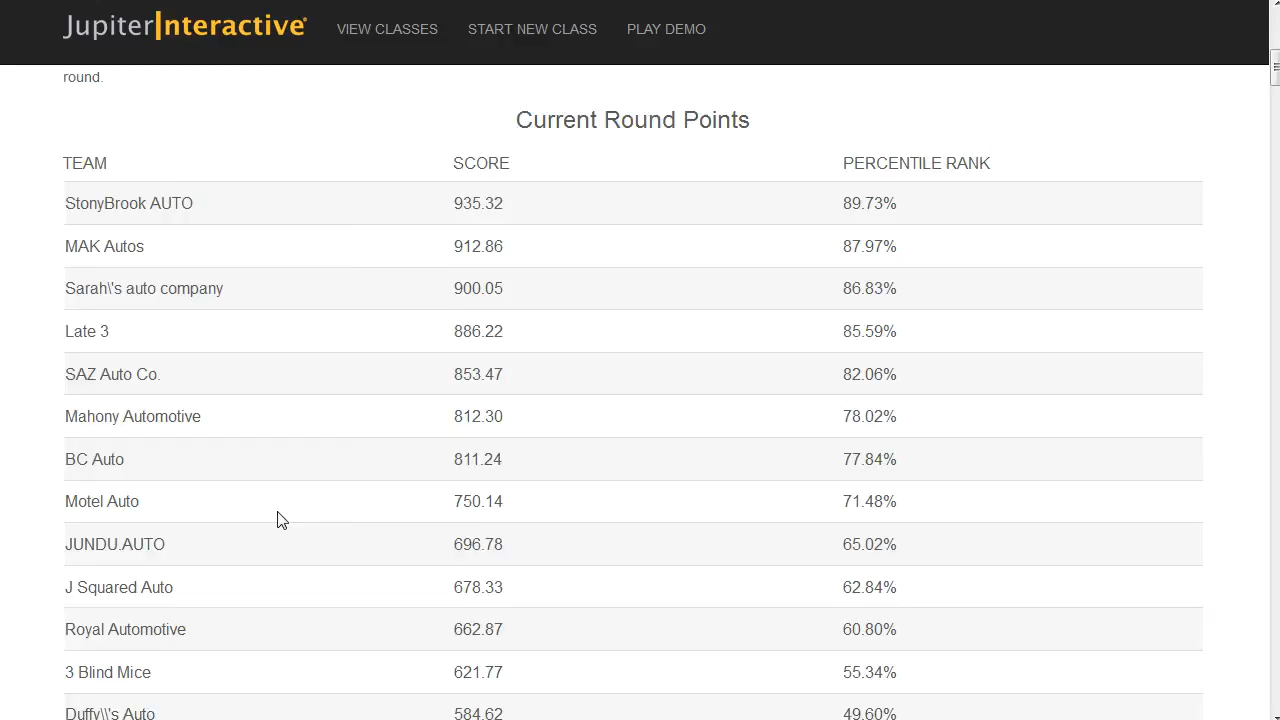 JupiterInteractive VIEW CLASSES START NEW CLASS PLAY DEMO
round.
Current Round Points
TEAM SCORE PERCENTILE RANK
StonyBrook AUTO 935.32 89.73%
MAK Autos 912.86 87.97%
Sarah\'s auto company 900.05 86.83%
Late 3 886.22 85.59%
SAZ Auto Co. 853.47 82.06%
Mahony Automotive 812.30 78.02%
BC Auto 811.24 77.84%
Motel Auto 750.14 71.48%
JUNDU.AUTO 696.78 65.02%
J Squared Auto 678.33 62.84%
Royal Automotive 662.87 60.80%
3 Blind Mice 621.77 55.34%
Duffy\\'s Auto 584.62 49.60%